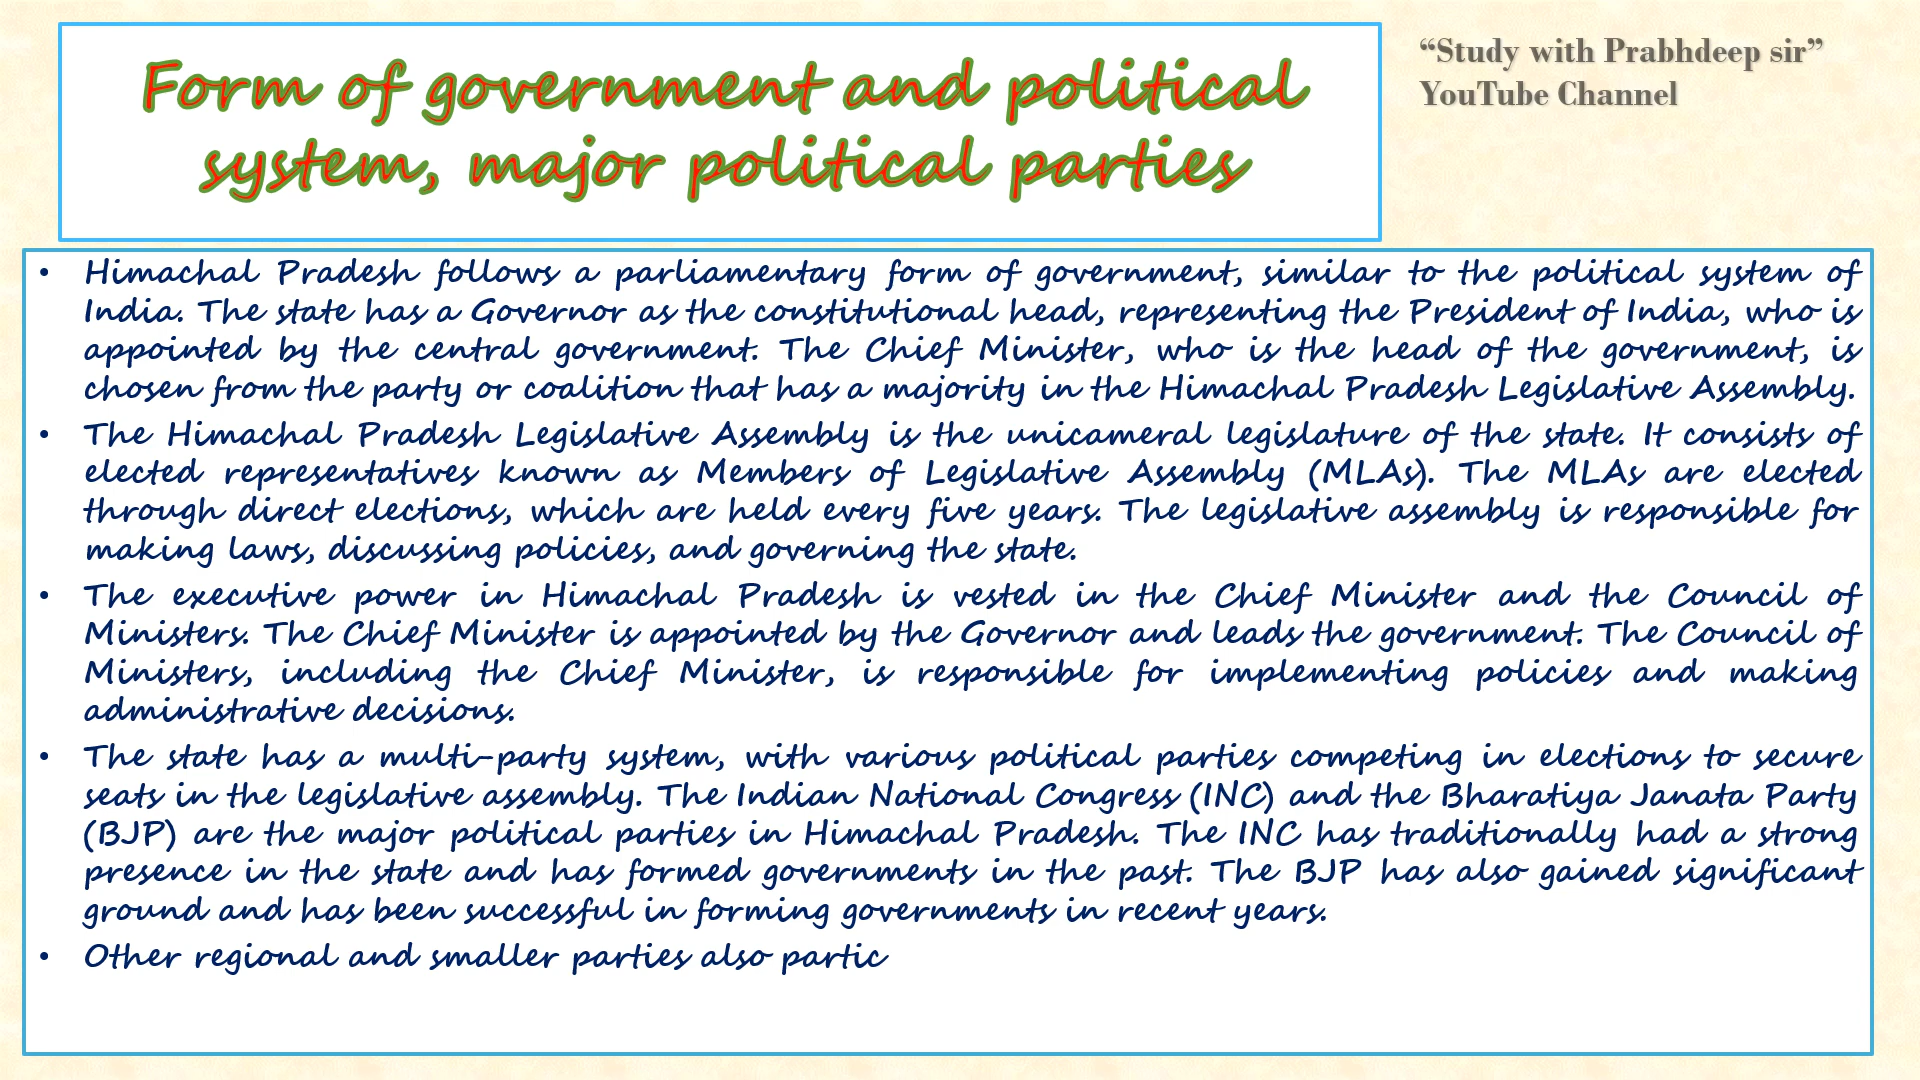 Form of government and political
system, major political parties
“Study with Prabhdeep sir”
YouTube Channel
• Himachal Pradesh follows a parliamentary form of government, similar to the political system of
India. The state has a Governor as the constitutional head, representing the President of India, who is
appointed by the central government. The Chief Minister, who is the head of the government, is
chosen from the party or coalition that has a majority in the Himachal Pradesh Legislative Assembly.
• The Himachal Pradesh Legislative Assembly is the unicameral legislature of the state. It consists of
elected representatives known as Members of Legislative Assembly (MLAs). The MLAs are elected
through direct elections, which are held every five years. The legislative assembly is responsible for
making laws, discussing policies, and governing the state.
• The executive power in Himachal Pradesh is vested in the Chief Minister and the Council of
Ministers. The Chief Minister is appointed by the Governor and leads the government. The Council of
Ministers, including the Chief Minister, is responsible for implementing policies and making
administrative decisions.
• The state has a multi-party system, with various political parties competing in elections to secure
seats in the legislative assembly. The Indian National Congress (INC) and the Bharatiya Janata Party
(BJP) are the major political parties in Himachal Pradesh. The INC has traditionally had a strong
presence in the state and has formed governments in the past. The BJP has also gained significant
ground and has been successful in forming governments in recent years.
• Other regional and smaller parties also partic